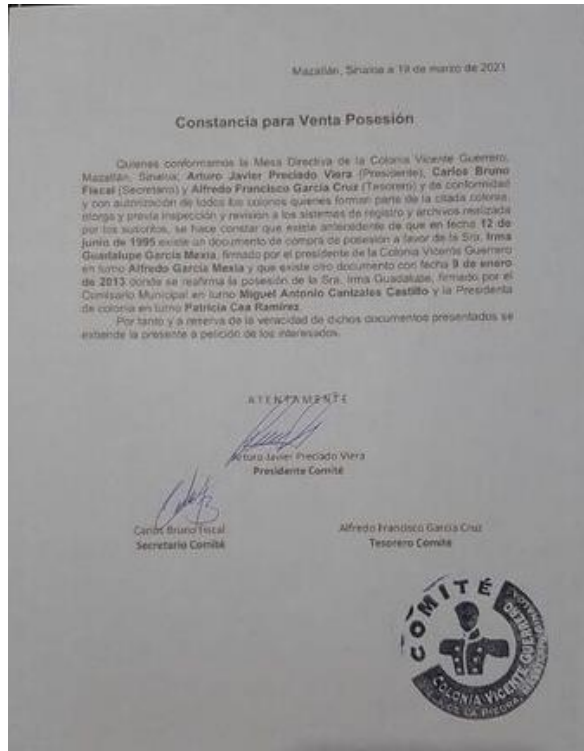 Mazatlán, Sinaloa a 19 de marzo de 2021
Constancia para Venta Posesión
Quienes conformamos la Mesa Directiva de la Colonia Vicente Guerrero,
Mazatlán, Sinaloa; Arturo Javier Preciado Viera (Presidente), Carlos Bruno
Fiscal (Secretario) y Alfredo Francisco García Cruz (Tesorero) y de conformidad
y con autorización de todos los colonos quienes forman parte de la citada colonia,
otorga y previa inspección y revisión a los sistemas de registro y archivos realizada
por los suscritos, se hace constar que existe antecedente de que en fecha 12 de
junio de 1995 existe un documento de compra de posesión a favor de la Sra. Irma
Guadalupe García Mexia, firmado por el presidente de la Colonia Vicente Guerrero
en turno Alfredo García Mexia y que existe otro documento con fecha 9 de enero
de 2013 donde se reafirma la posesión de la Sra. Irma Guadalupe, firmado por el
Comisario Municipal en turno Miguel Antonio Canizales Castillo y la Presidenta
de colonia en turno Patricia Caa Ramírez.
Por tanto y a reserva de la veracidad de dichos documentos presentados se
extiende la presente a petición de los interesados.
ATENTAMENTE
Arturo Javier Preciado Viera
Presidente Comité
Carlos Bruno Fiscal
Secretario Comité
Alfredo Francisco García Cruz
Tesorero Comité
COMITÉ
COLONIA VICENTE GUERRERO
DE LA PIEDRA,